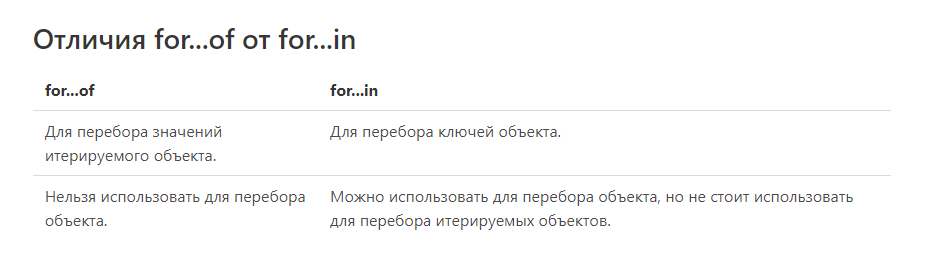 Отличия for...of от for...in
for...of for...in
Для перебора значений
итерируемого объекта.
Для перебора ключей объекта.
Нельзя использовать для перебора
объекта.
Можно использовать для перебора объекта, но не стоит использовать
для перебора итерируемых объектов.